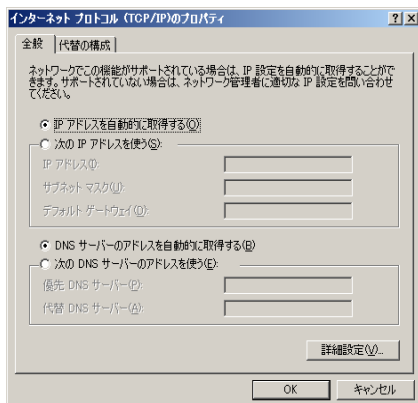 インターネット プロトコル (TCP/IP)のプロパティ
全般
代替の構成
ネットワークでこの機能がサポートされている場合は、IP 設定を自動的に取得することがで
きます。サポートされていない場合は、ネットワーク管理者に適切な IP 設定を問い合わせ
てください。
IP アドレスを自動的に取得する(O)
次の IP アドレスを使う(S):
IP アドレス(I):
サブネット マスク(U):
デフォルト ゲートウェイ(D):
DNS サーバーのアドレスを自動的に取得する(B)
次の DNS サーバーのアドレスを使う(E):
優先 DNS サーバー(P):
代替 DNS サーバー(A):
詳細設定(V)...
OK
キャンセル